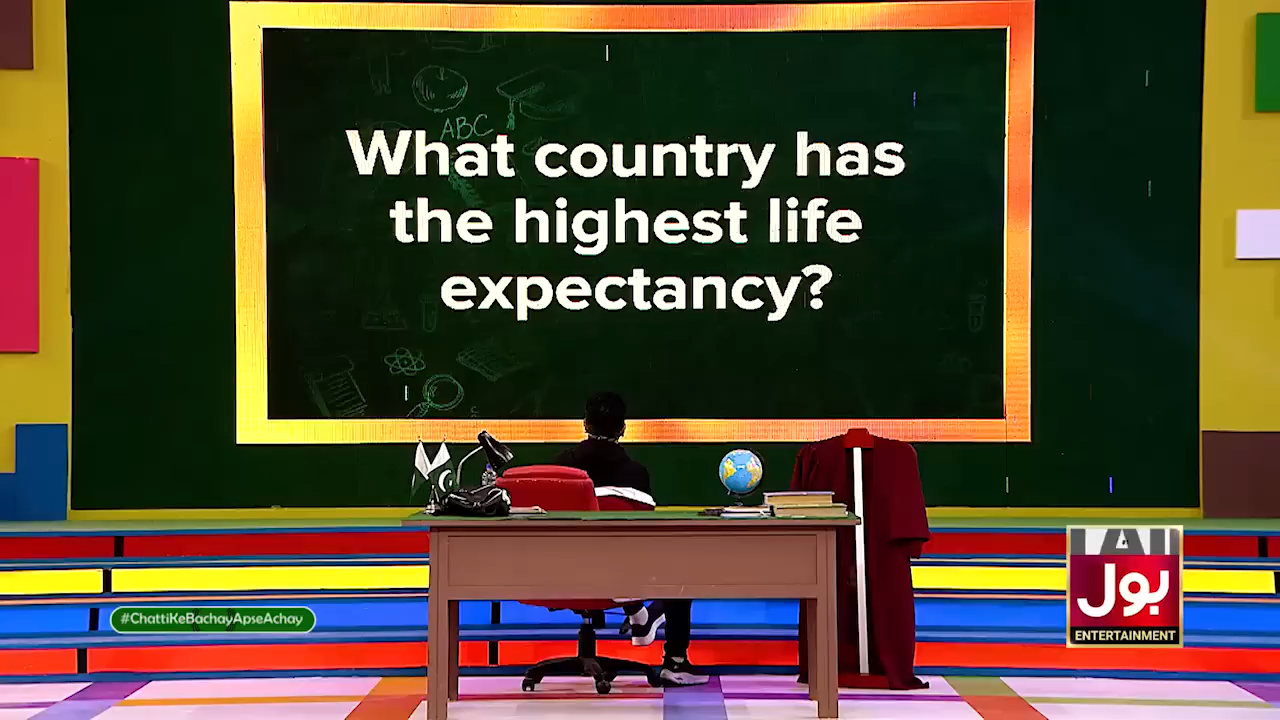 ABC
What country has
the highest life
expectancy?
#ChattiKeBachayApseAchay
بول
ENTERTAINMENT